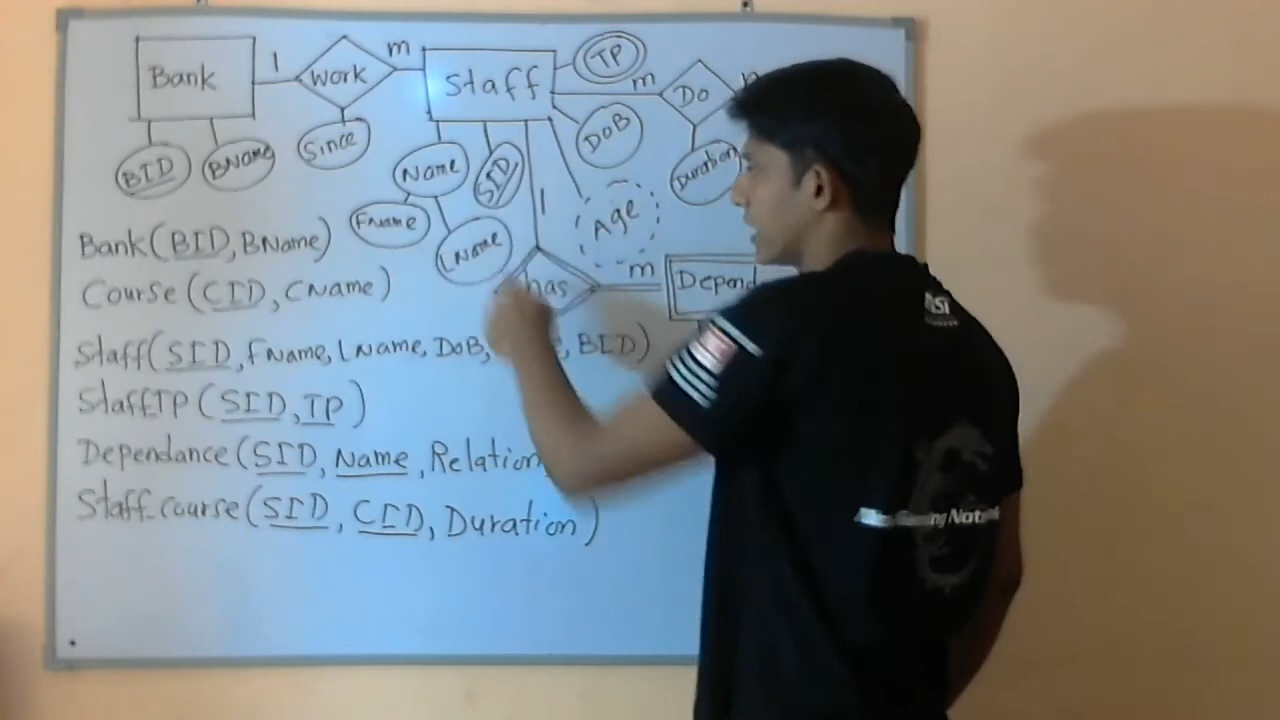 Bank
1
Work
m
Staff
TP
m
Do
BID
BName
Since
Name
SID
DOB
Duration
Fname
LName
1
Age
has
m
Depend
Bank(BID, BName)
Course(CID, CName)
Staff(SID, FName, LName, DoB, BID)
StaffTP(SID, TP)
Dependance(SID, Name, Relation
Staff_course(SID, CID, Duration)